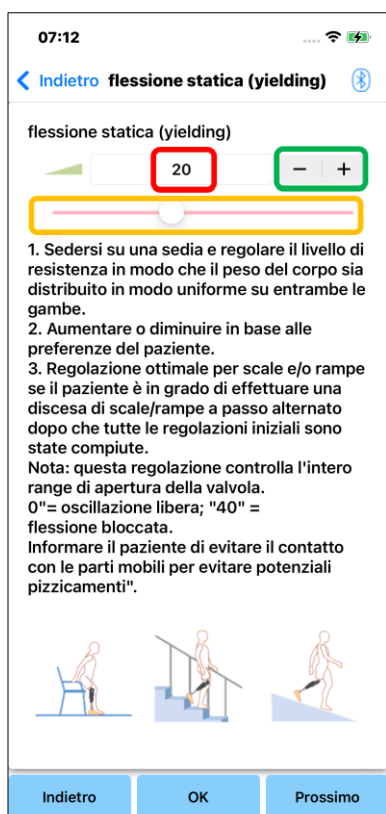 07:12
Indietro flessione statica (yielding)
flessione statica (yielding)
20
− +
1. Sedersi su una sedia e regolare il livello di
resistenza in modo che il peso del corpo sia
distribuito in modo uniforme su entrambe le
gambe.
2. Aumentare o diminuire in base alle
preferenze del paziente.
3. Regolazione ottimale per scale e/o rampe
se il paziente è in grado di effettuare una
discesa di scale/rampe a passo alternato
dopo che tutte le regolazioni iniziali sono
state compiute.
Nota: questa regolazione controlla l'intero
range di apertura della valvola.
0"= oscillazione libera; "40" =
flessione bloccata.
Informare il paziente di evitare il contatto
con le parti mobili per evitare potenziali
pizzicamenti".
Indietro OK Prossimo